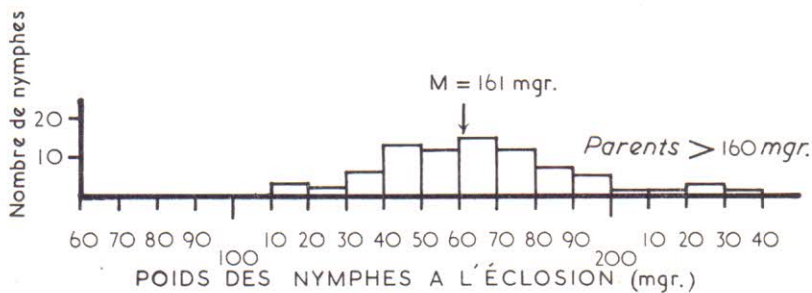 Nombre de nymphes
M = 161 mgr.
20
10
Parents > 160 mgr.
60 70 80 90 100 10 20 30 40 50 60 70 80 90 200 10 20 30 40
POIDS DES NYMPHES A L'ÉCLOSION (mgr.)